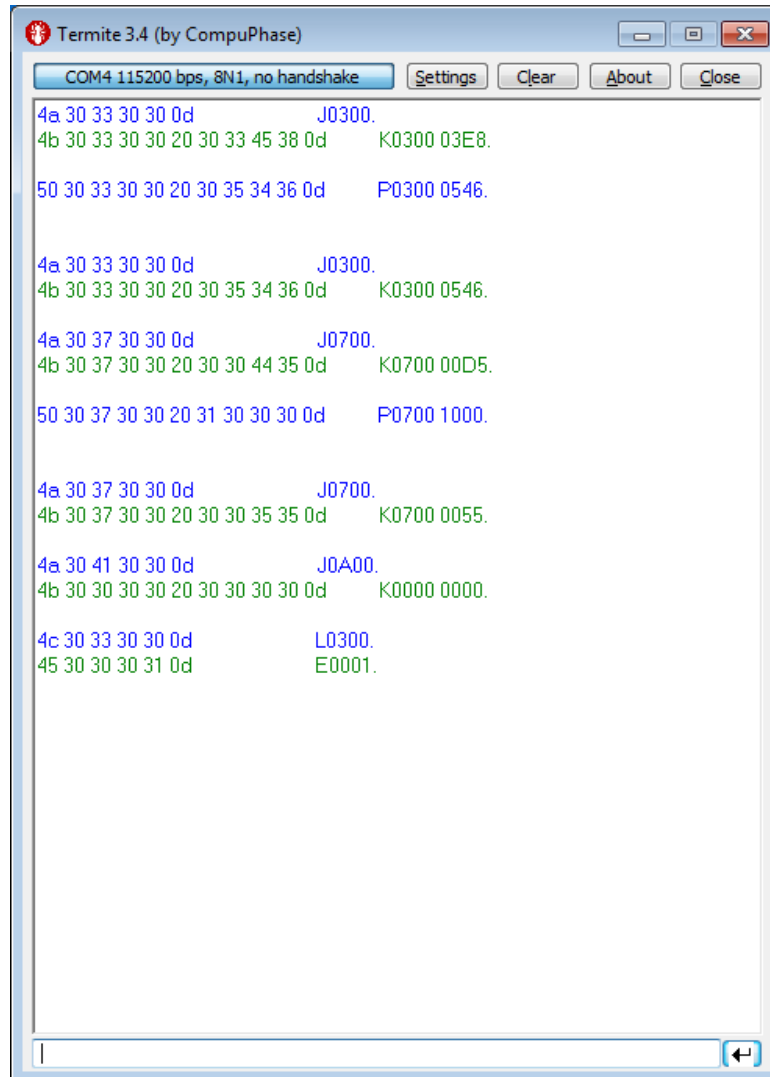 Termite 3.4 (by CompuPhase)
COM4 115200 bps, 8N1, no handshake Settings Clear About Close
4a 30 33 30 30 0d J0300.
4b 30 33 30 30 20 30 33 45 38 0d K0300 03E8.
50 30 33 30 30 20 30 35 34 36 0d P0300 0546.
4a 30 33 30 30 0d J0300.
4b 30 33 30 30 20 30 35 34 36 0d K0300 0546.
4a 30 37 30 30 0d J0700.
4b 30 37 30 30 20 30 30 44 35 0d K0700 00D5.
50 30 37 30 30 20 31 30 30 30 0d P0700 1000.
4a 30 37 30 30 0d J0700.
4b 30 37 30 30 20 30 30 35 35 0d K0700 0055.
4a 30 41 30 30 0d J0A00.
4b 30 30 30 30 20 30 30 30 30 0d K0000 0000.
4c 30 33 30 30 0d L0300.
45 30 30 30 31 0d E0001.